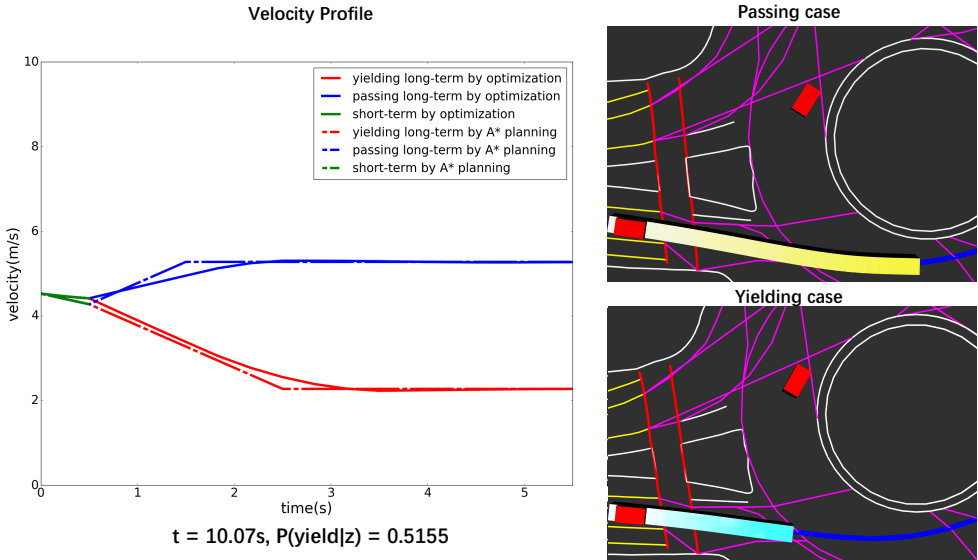 Velocity Profile
10
8
6
4
2
0
0
1
2
3
4
5
velocity(m/s)
time(s)
yielding long-term by optimization
passing long-term by optimization
short-term by optimization
yielding long-term by A* planning
passing long-term by A* planning
short-term by A* planning
t = 10.07s, P(yield|z) = 0.5155
Passing case
Yielding case